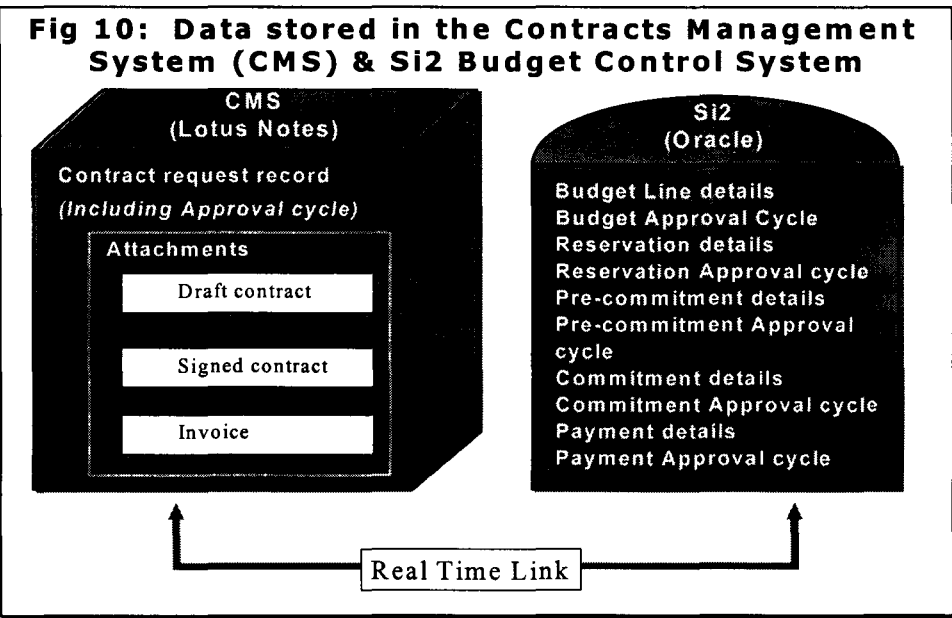 Fig 10: Data stored in the Contracts Management
System (CMS) & Si2 Budget Control System
CMS
(Lotus Notes)
Contract request record
(Including Approval cycle)
Attachments
Draft contract
Signed contract
Invoice
Si2
(Oracle)
Budget Line details
Budget Approval Cycle
Reservation details
Reservation Approval cycle
Pre-commitment details
Pre-commitment Approval
cycle
Commitment details
Commitment Approval cycle
Payment details
Payment Approval cycle
Real Time Link